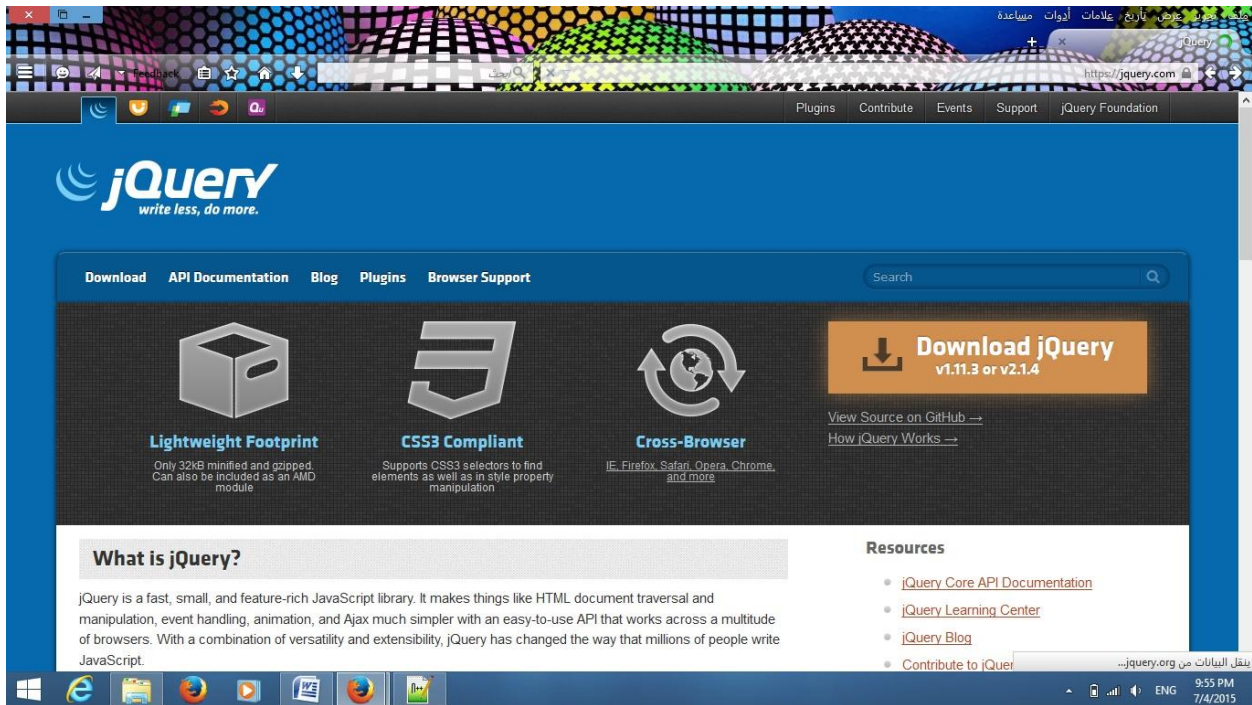 ملف تحرير عرض تأريخ علامات أدوات مساعدة
jQuery
https://jquery.com
ابحث
Feedback
Plugins Contribute Events Support jQuery Foundation
jQuery
write less, do more.
Download API Documentation Blog Plugins Browser Support
Search
Lightweight Footprint
Only 32kB minified and gzipped.
Can also be included as an AMD
module
CSS3 Compliant
Supports CSS3 selectors to find
elements as well as in style property
manipulation
Cross-Browser
IE, Firefox, Safari, Opera, Chrome,
and more
Download jQuery
v1.11.3 or v2.1.4
View Source on GitHub →
How jQuery Works →
What is jQuery?
jQuery is a fast, small, and feature-rich JavaScript library. It makes things like HTML document traversal and
manipulation, event handling, animation, and Ajax much simpler with an easy-to-use API that works across a multitude
of browsers. With a combination of versatility and extensibility, jQuery has changed the way that millions of people write
JavaScript.
Resources
jQuery Core API Documentation
jQuery Learning Center
jQuery Blog
Contribute to jQuer
ينقل البيانات من jquery.org...
ENG
9:55 PM
7/4/2015